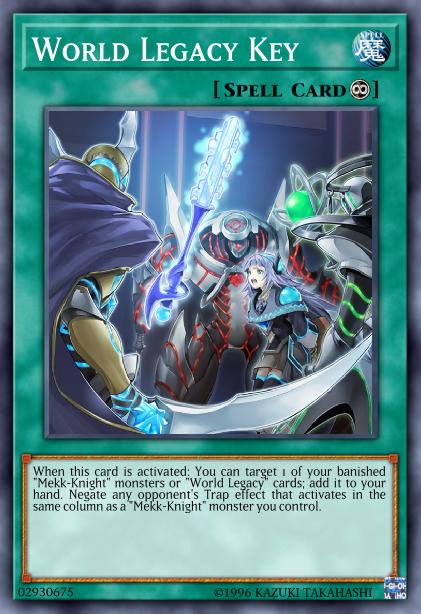 World Legacy Key
SPELL
魔
[Spell Card]
When this card is activated: You can target 1 of your banished
"Mekk-Knight" monsters or "World Legacy" cards; add it to your
hand. Negate any opponent's Trap effect that activates in the
same column as a "Mekk-Knight" monster you control.
02930675
©1996 KAZUKI TAKAHASHI